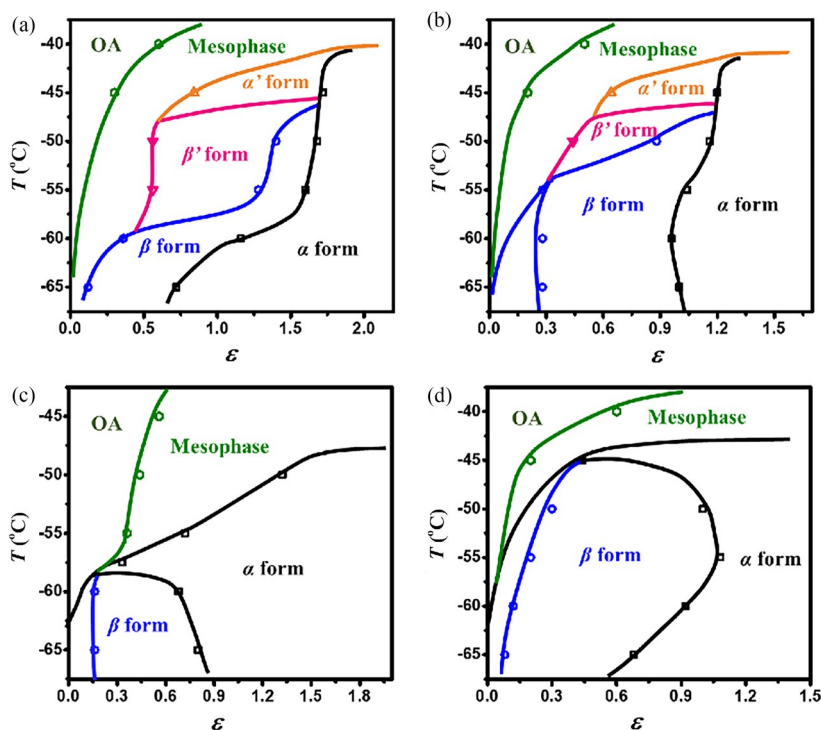 (a)
OA
Mesophase
α' form
β' form
β form
α form
T (°C)
-40
-45
-50
-55
-60
-65
0.0 0.5 1.0 1.5 2.0
ε
(b)
OA
Mesophase
α' form
β' form
β form
α form
T (°C)
-40
-45
-50
-55
-60
-65
0.0 0.3 0.6 0.9 1.2 1.5
ε
(c)
OA
Mesophase
α form
β form
T (°C)
-45
-50
-55
-60
-65
0.0 0.3 0.6 0.9 1.2 1.5 1.8
ε
(d)
OA
Mesophase
β form
α form
T (°C)
-40
-45
-50
-55
-60
-65
0.0 0.3 0.6 0.9 1.2 1.5
ε